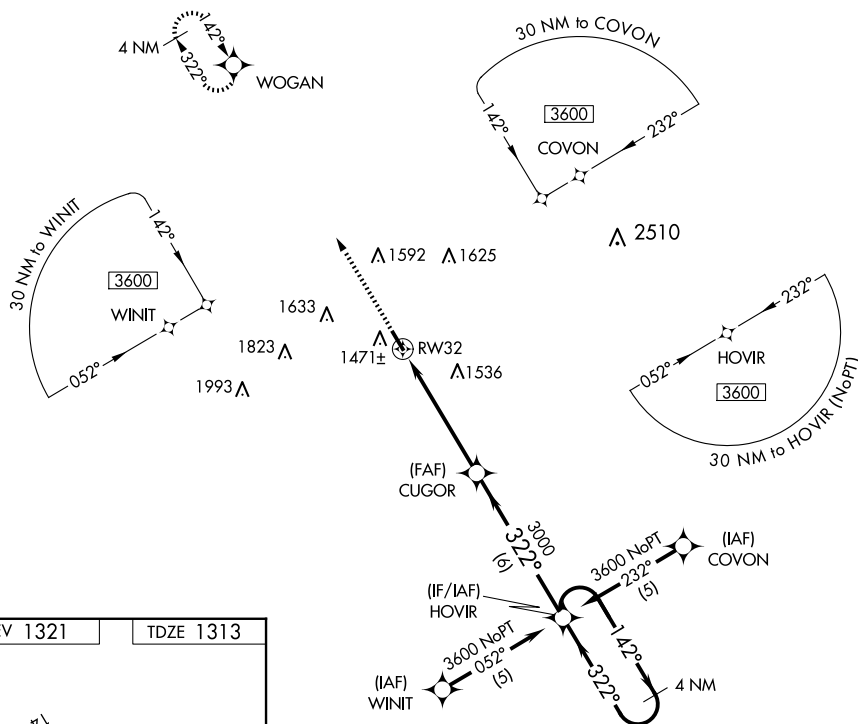 4 NM
142°
322°
WOGAN
30 NM to COVON
142°
3600
COVON
232°
30 NM to WINIT
142°
3600
WINIT
052°
2510
1592
1625
1633
1823
1471±
RW32
1536
1993
232°
HOVIR
052°
3600
30 NM to HOVIR (NoPT)
(FAF)
CUGOR
3000
322°
(6)
(IAF)
COVON
3600 NoPT
232°
(5)
(IF/IAF)
HOVIR
3600 NoPT
052°
(5)
(IAF)
WINIT
142°
322°
4 NM
EV 1321
TDZE 1313